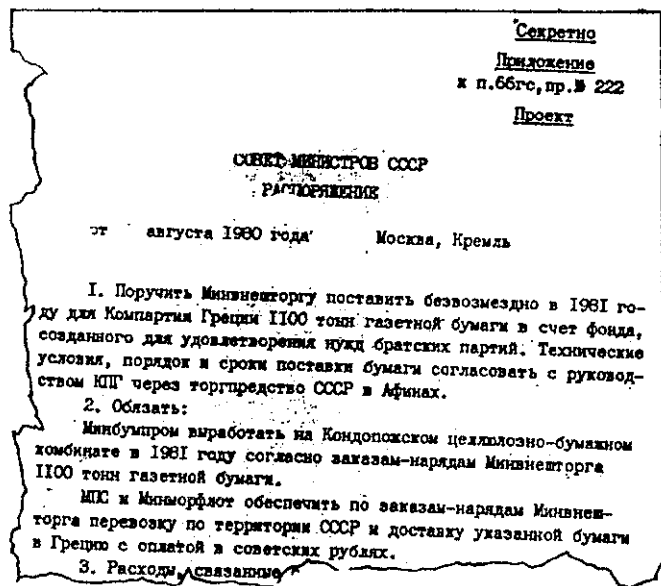 Секретно
Приложение
к п.66гс, пр.№ 222
Проект
СОВЕТ МИНИСТРОВ СССР
РАСПОРЯЖЕНИЕ
от августа 1980 года Москва, Кремль
1. Поручить Минвнешторгу поставить безвозмездно в 1981 го-
ду для Компартии Греции 1100 тонн газетной бумаги в счет фонда,
созданного для удовлетворения нужд братских партий. Технические
условия, порядок и сроки поставки бумаги согласовать с руковод-
ством КПГ через торгпредство СССР в Афинах.
2. Обязать:
Минбумпром выработать на Кондопожском целлюлозно-бумажном
комбинате в 1981 году согласно заказам-нарядам Минвнешторга
1100 тонн газетной бумаги.
МПС и Минморфлот обеспечить по заказам-нарядам Минвнеш-
торга перевозку по территории СССР и доставку указанной бумаги
в Грецию с оплатой в советских рублях.
3. Расходы, связанные